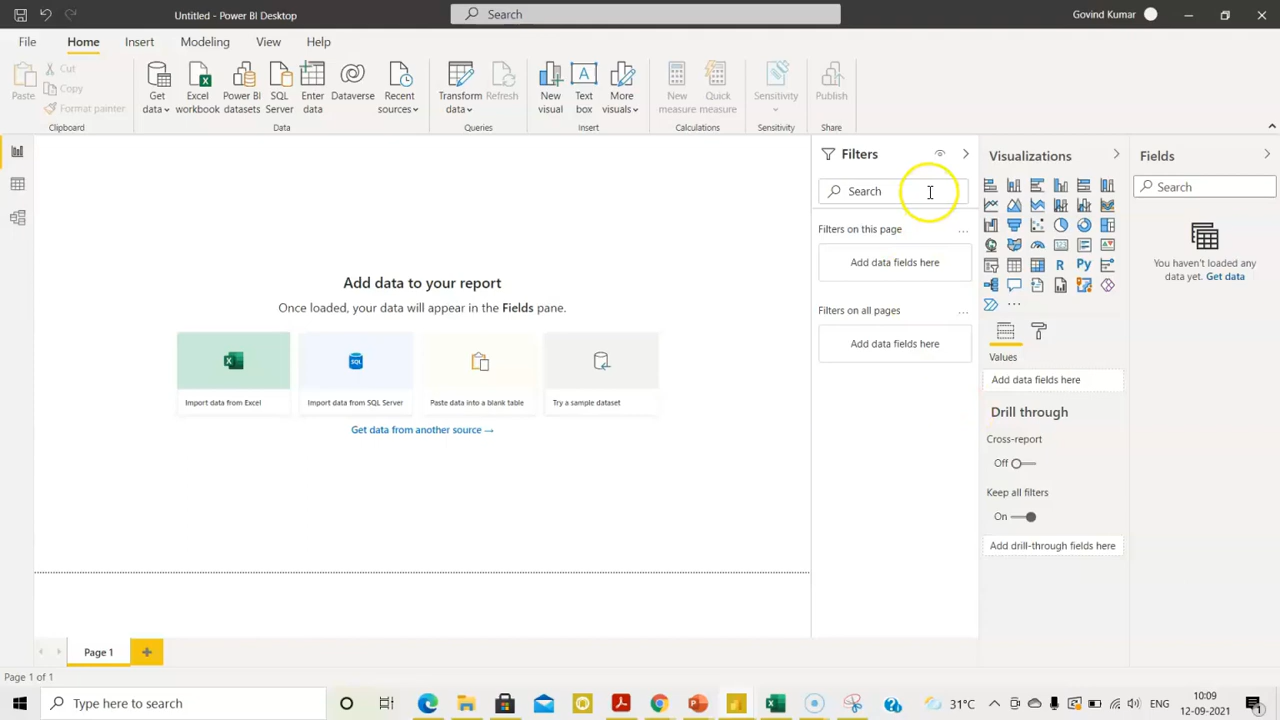 Untitled - Power BI Desktop
Search
Govind Kumar
File
Home
Insert
Modeling
View
Help
Paste
Cut
Copy
Format painter
Clipboard
Get data
Excel workbook
Power BI datasets
SQL Server
Enter data
Dataverse
Recent sources
Data
Transform data
Refresh
Queries
New visual
Text box
More visuals
Insert
New measure
Quick measure
Calculations
Sensitivity
Sensitivity
Publish
Share
Filters
Search
Filters on this page
...
Add data fields here
Filters on all pages
...
Add data fields here
Visualizations
R
Py
...
Values
Add data fields here
Drill through
Cross-report
Off
Keep all filters
On
Add drill-through fields here
Fields
Search
You haven't loaded any
data yet. Get data
Add data to your report
Once loaded, your data will appear in the Fields pane.
SQL
Import data from Excel
Import data from SQL Server
Paste data into a blank table
Try a sample dataset
Get data from another source →
Page 1
Page 1 of 1
Type here to search
31°C
10:09
12-09-2021